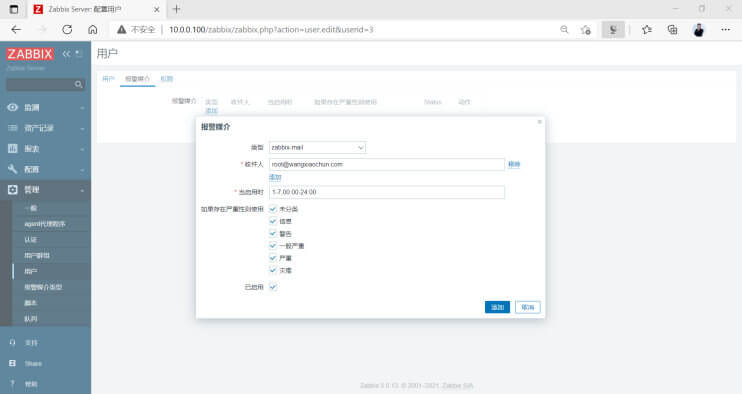 Zabbix Server: 配置用户
不安全 | 10.0.0.100/zabbix/zabbix.php?action=user.edit&userid=3
ZABBIX
Zabbix Server
监测
资产记录
报表
配置
管理
一般
agent代理程序
认证
用户群组
用户
报警媒介类型
脚本
队列
支持
Share
帮助
用户
用户 报警媒介 权限
报警媒介 类型 收件人 当启用时 如果存在严重性则使用 Status 动作
添加
报警媒介
类型 zabbix-mail
* 收件人 root@wangxiaochun.com 移除
添加
* 当启用时 1-7,00:00-24:00
如果存在严重性则使用 未分类
信息
警告
一般严重
严重
灾难
已启用
添加 取消
Zabbix 5.0.13. © 2001–2021, Zabbix SIA